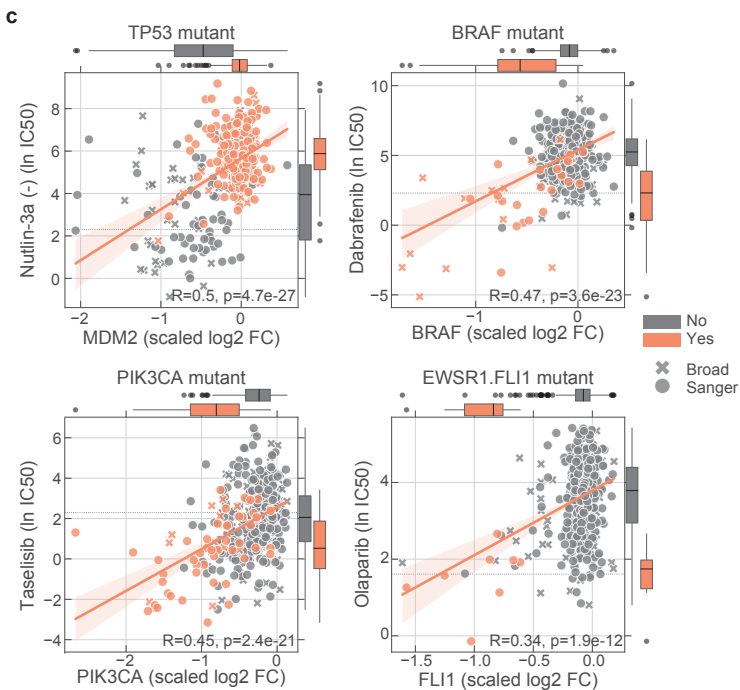 c
TP53 mutant
Nutlin-3a (-) (ln IC50)
8
6
4
2
0
R=0.5, p=4.7e-27
−2
−1
0
MDM2 (scaled log2 FC)
BRAF mutant
Dabrafenib (ln IC50)
10
5
0
−5
R=0.47, p=3.6e-23
−1
0
BRAF (scaled log2 FC)
No
Yes
Broad
Sanger
PIK3CA mutant
Taselisib (ln IC50)
6
4
2
0
−2
−4
R=0.45, p=2.4e-21
−2
−1
0
PIK3CA (scaled log2 FC)
EWSR1.FLI1 mutant
Olaparib (ln IC50)
4
2
0
R=0.34, p=1.9e-12
−1.5
−1.0
−0.5
0.0
FLI1 (scaled log2 FC)